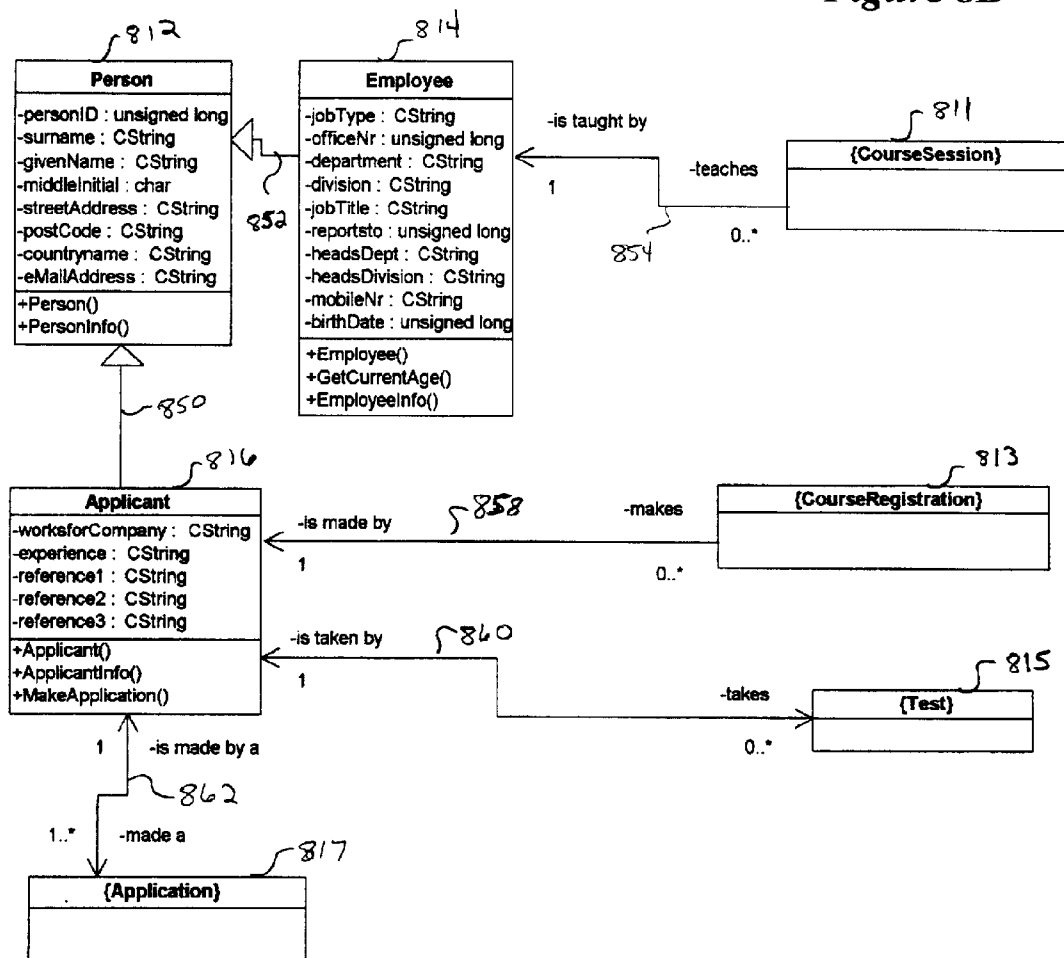 812
Person
-personID : unsigned long
-surname : CString
-givenName : CString
-middleInitial : char
-streetAddress : CString
-postCode : CString
-countryname : CString
-eMailAddress : CString
+Person()
+PersonInfo()
852
814
Employee
-jobType : CString
-officeNr : unsigned long
-department : CString
-division : CString
-jobTitle : CString
-reportsto : unsigned long
-headsDept : CString
-headsDivision : CString
-mobileNr : CString
-birthDate : unsigned long
+Employee()
+GetCurrentAge()
+EmployeeInfo()
-is taught by
1
-teaches
0..*
854
811
{CourseSession}
850
816
Applicant
-worksforCompany : CString
-experience : CString
-reference1 : CString
-reference2 : CString
-reference3 : CString
+Applicant()
+ApplicantInfo()
+MakeApplication()
-is made by
1
858
-makes
0..*
813
{CourseRegistration}
-is taken by
1
860
-takes
0..*
815
{Test}
1 -is made by a
862
1..* -made a
817
{Application}